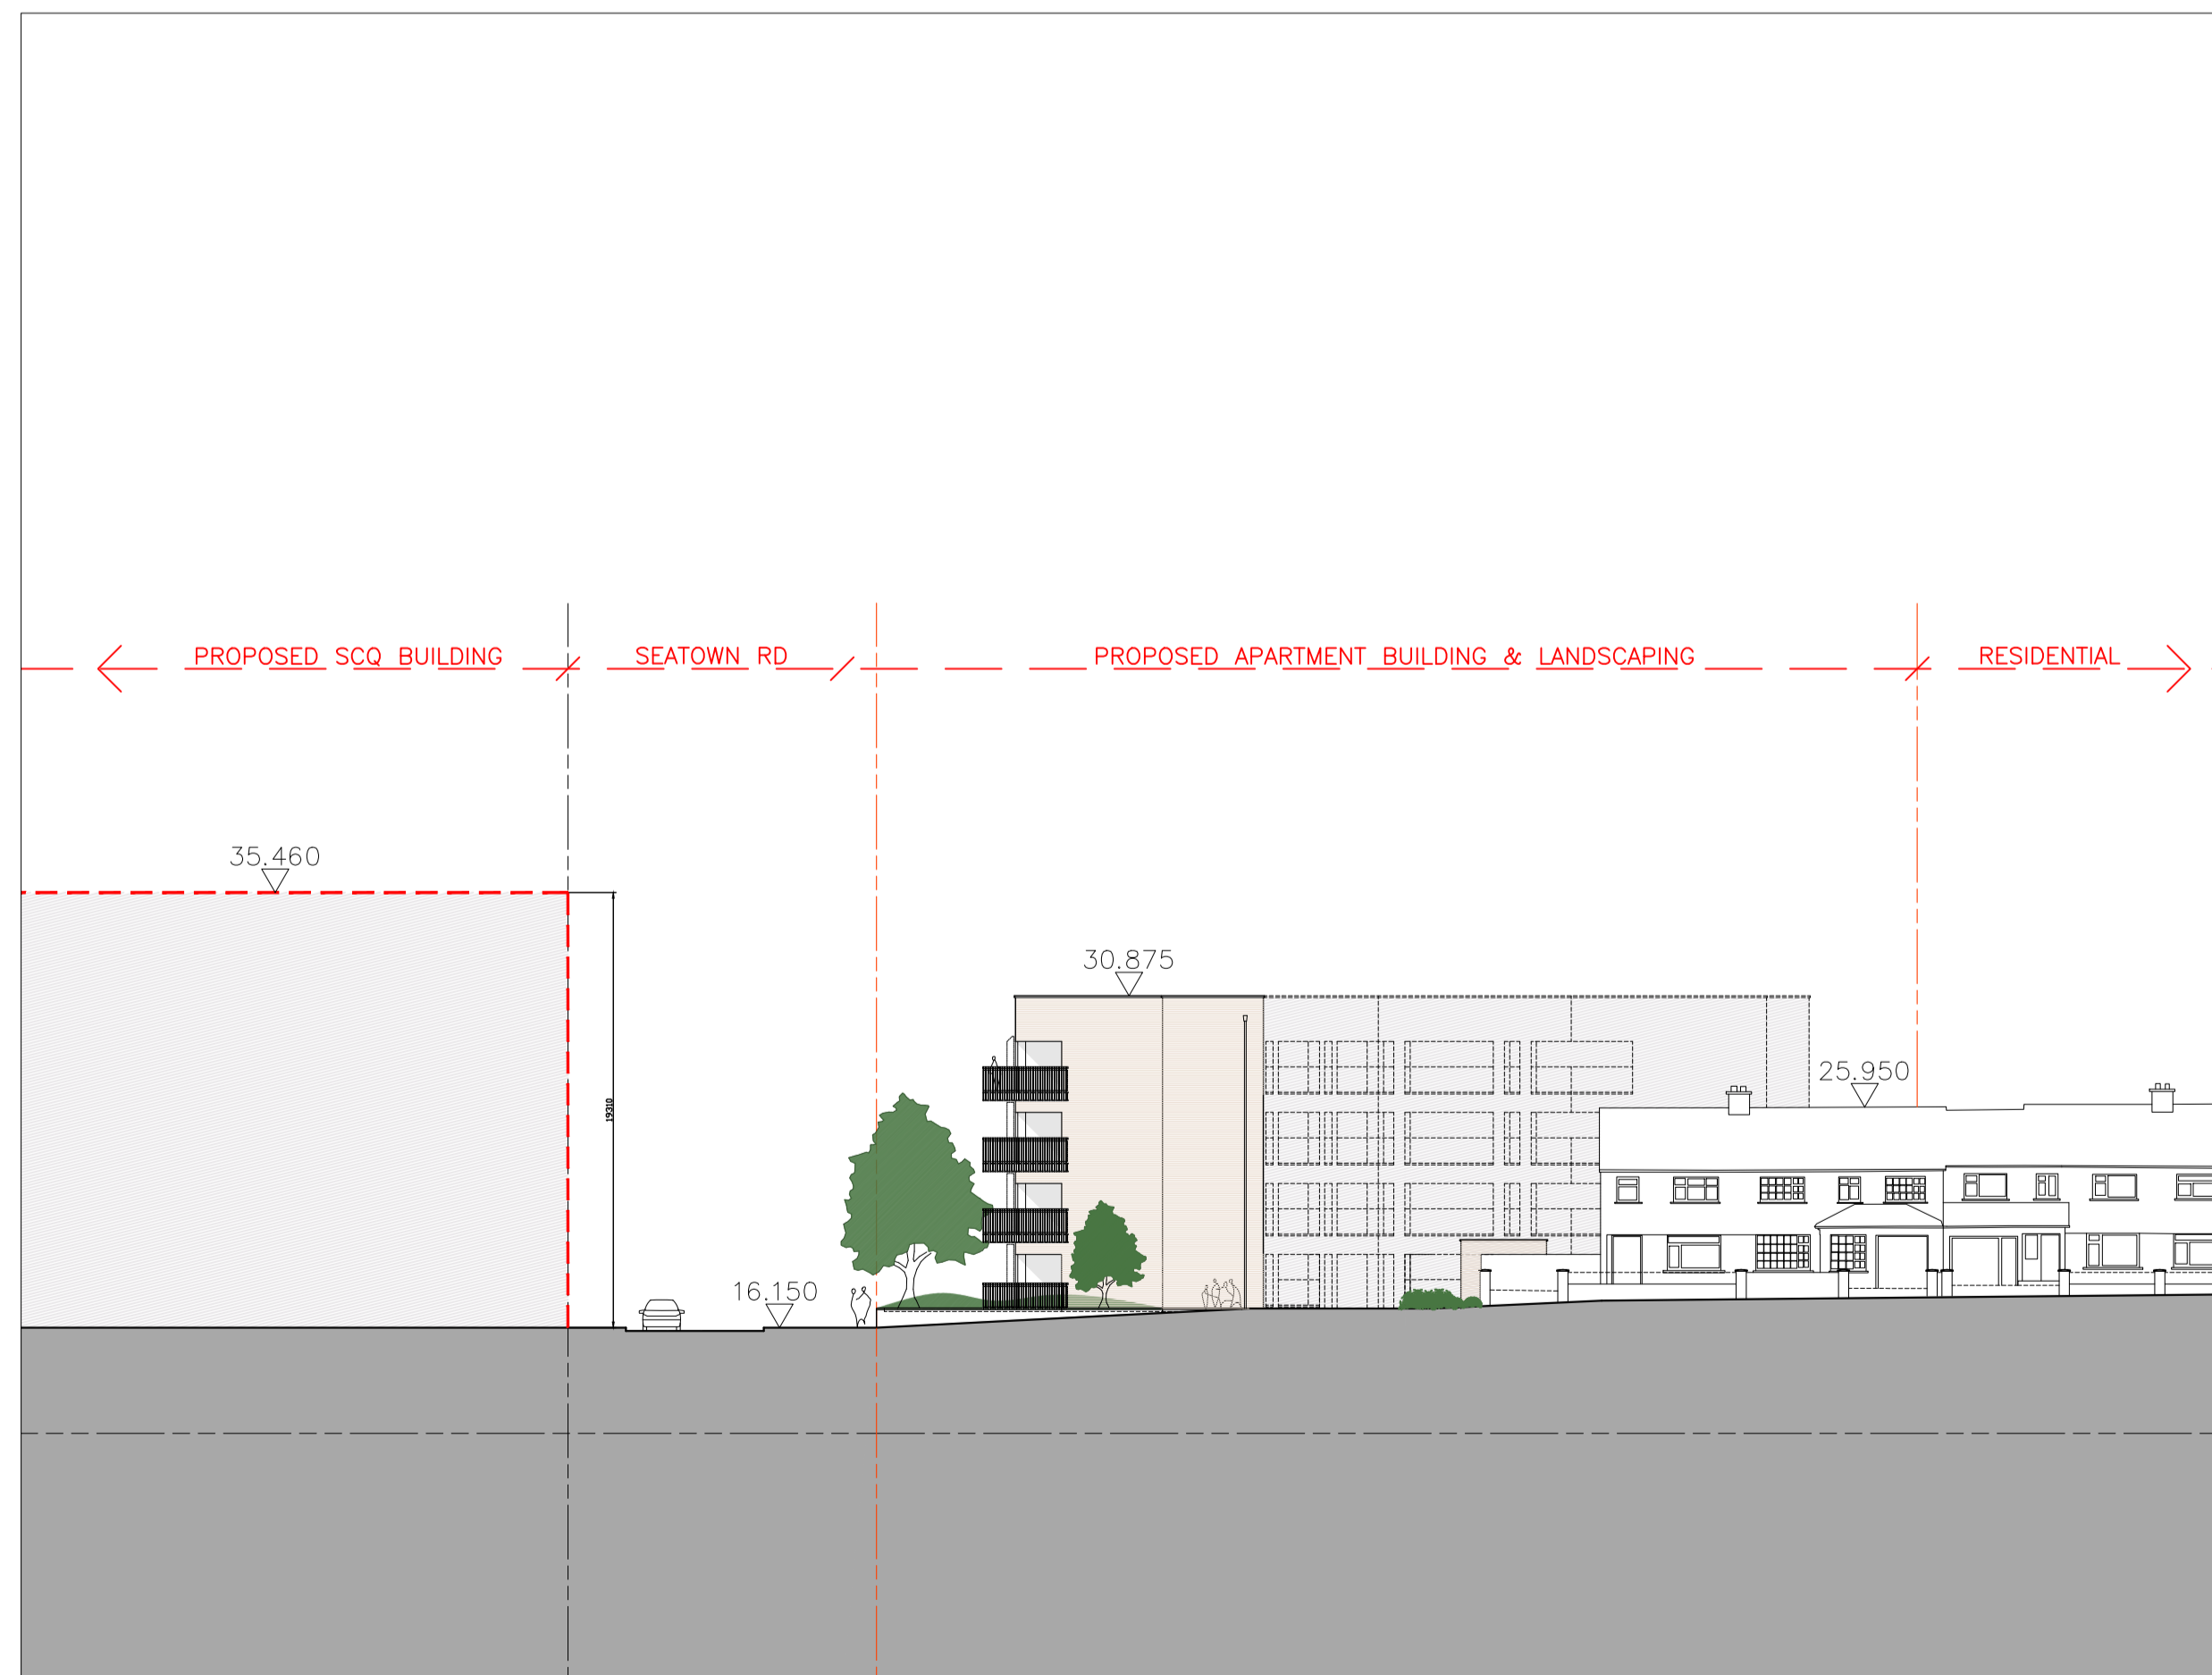 PROPOSED SCQ BUILDING
SEATOWN RD
PROPOSED APARTMENT BUILDING & LANDSCAPING
RESIDENTIAL
35.460
30.875
25.950
19310
16.150